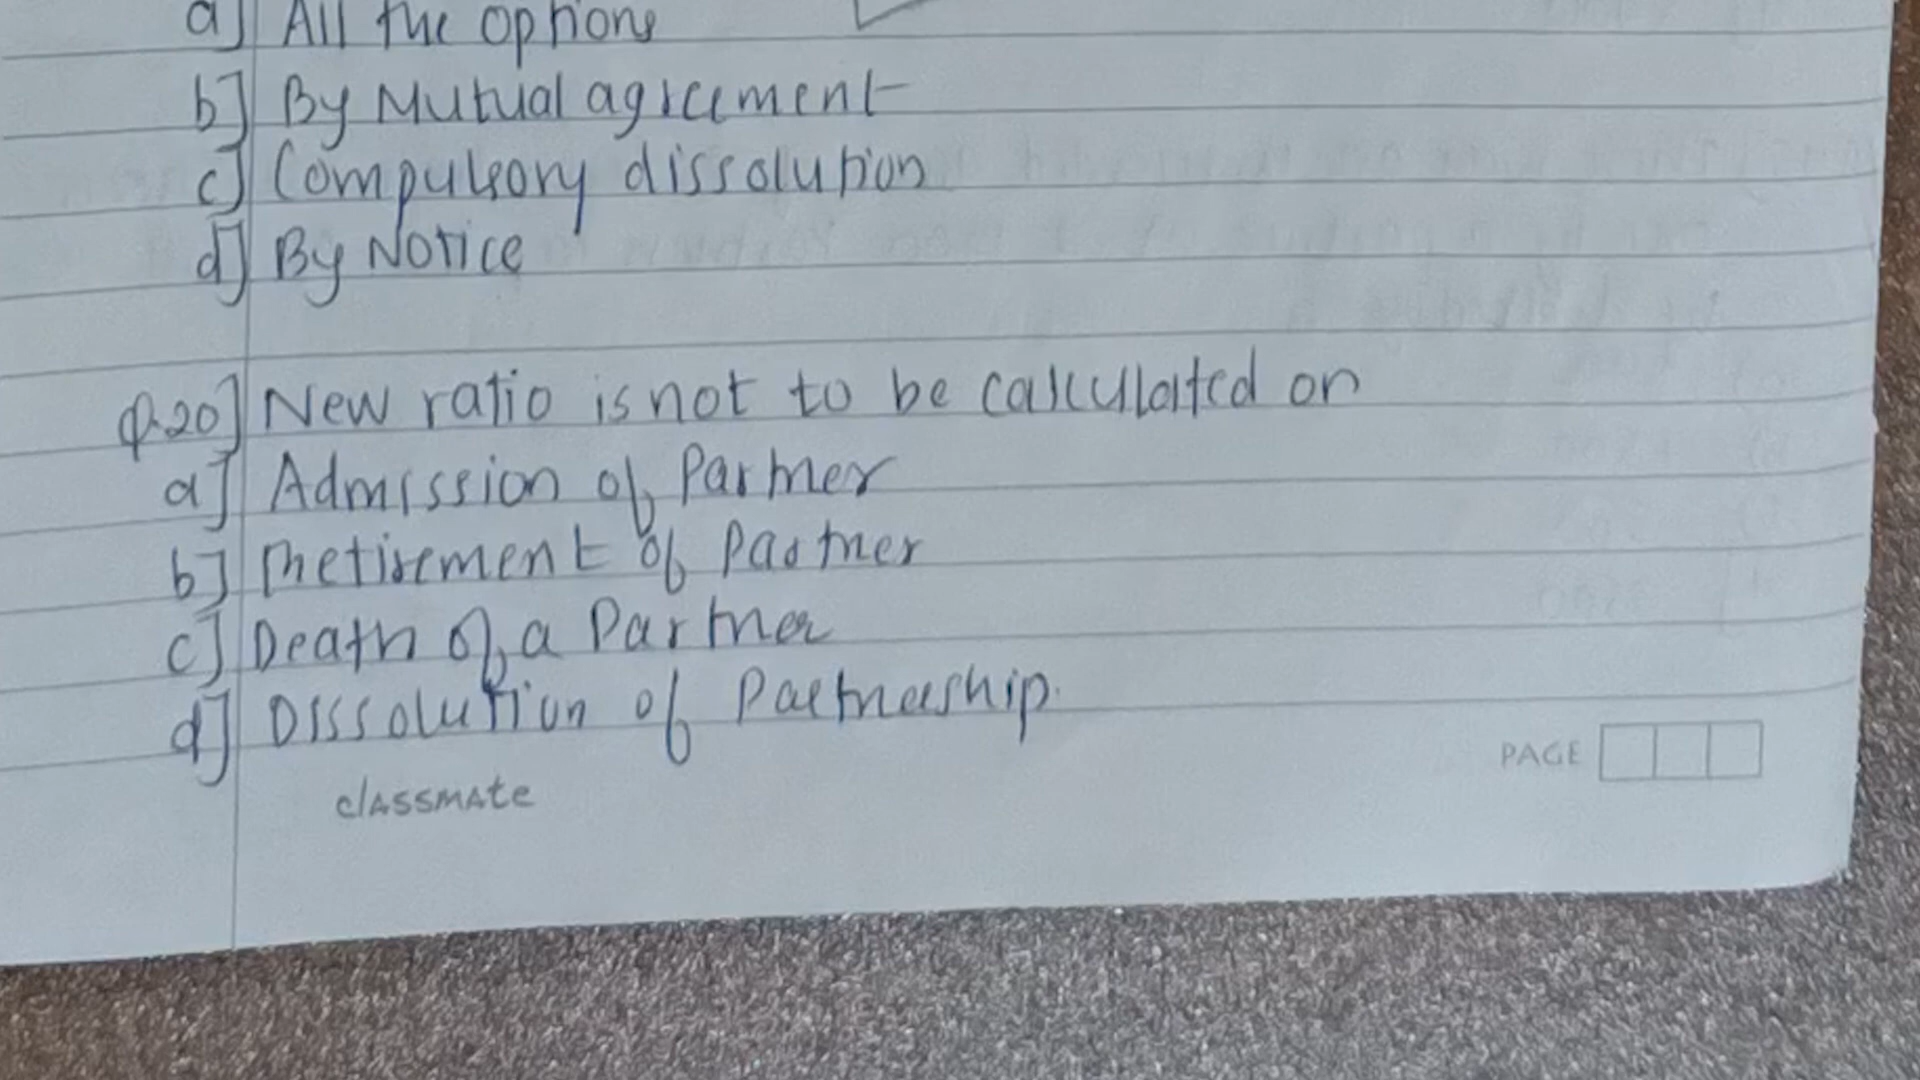 a] All the options
b] By Mutual agreement
c] Compulsory dissolution
d] By Notice
Q.20] New ratio is not to be calculated on
a] Admission of Partner
b] Retirement of Partner
c] Death of a Partner
d] Dissolution of Partnership.
classmate
PAGE